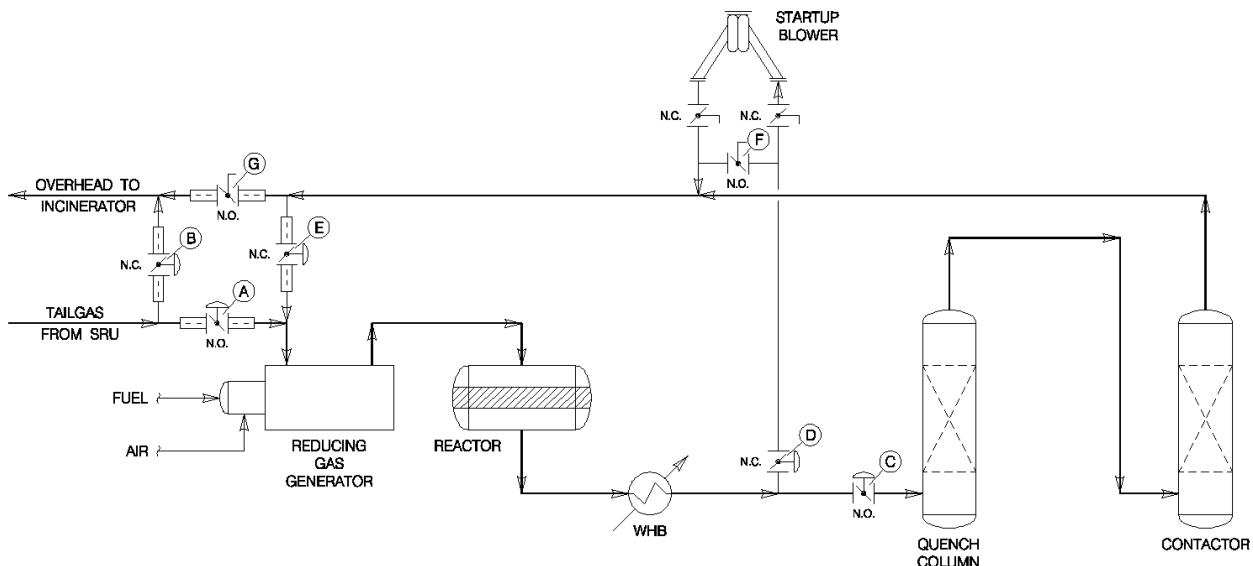 STARTUP
BLOWER
N.C.
N.C.
F
N.O.
G
OVERHEAD TO
INCINERATOR
N.O.
B
N.C.
E
N.C.
TAILGAS
FROM SRU
A
N.O.
FUEL
AIR
REDUCING
GAS
GENERATOR
REACTOR
D
N.C.
C
N.O.
WHB
QUENCH
COLUMN
CONTACTOR